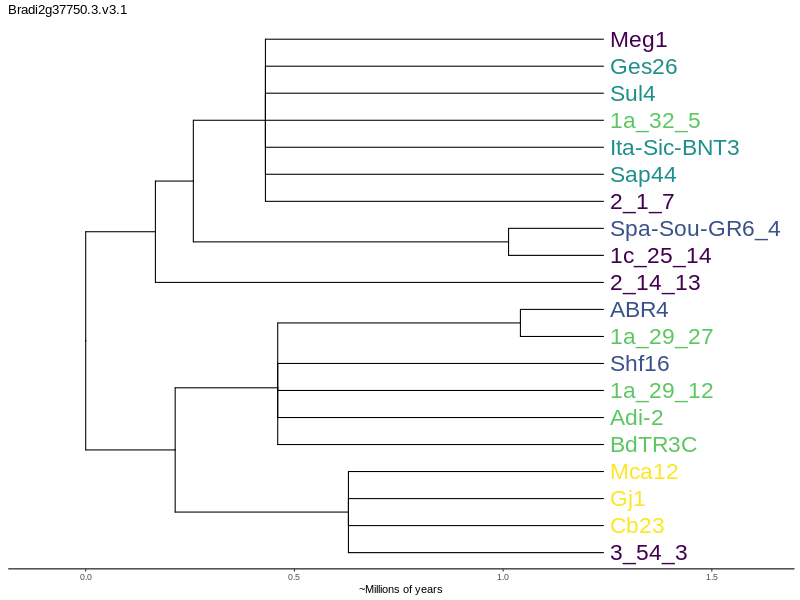 Bradi2g37750.3.v3.1
Meg1
Ges26
Sul4
1a_32_5
Ita-Sic-BNT3
Sap44
2_1_7
Spa-Sou-GR6_4
1c_25_14
2_14_13
ABR4
1a_29_27
Shf16
1a_29_12
Adi-2
BdTR3C
Mca12
Gj1
Cb23
3_54_3
0.0 0.5 1.0 1.5
~Millions of years